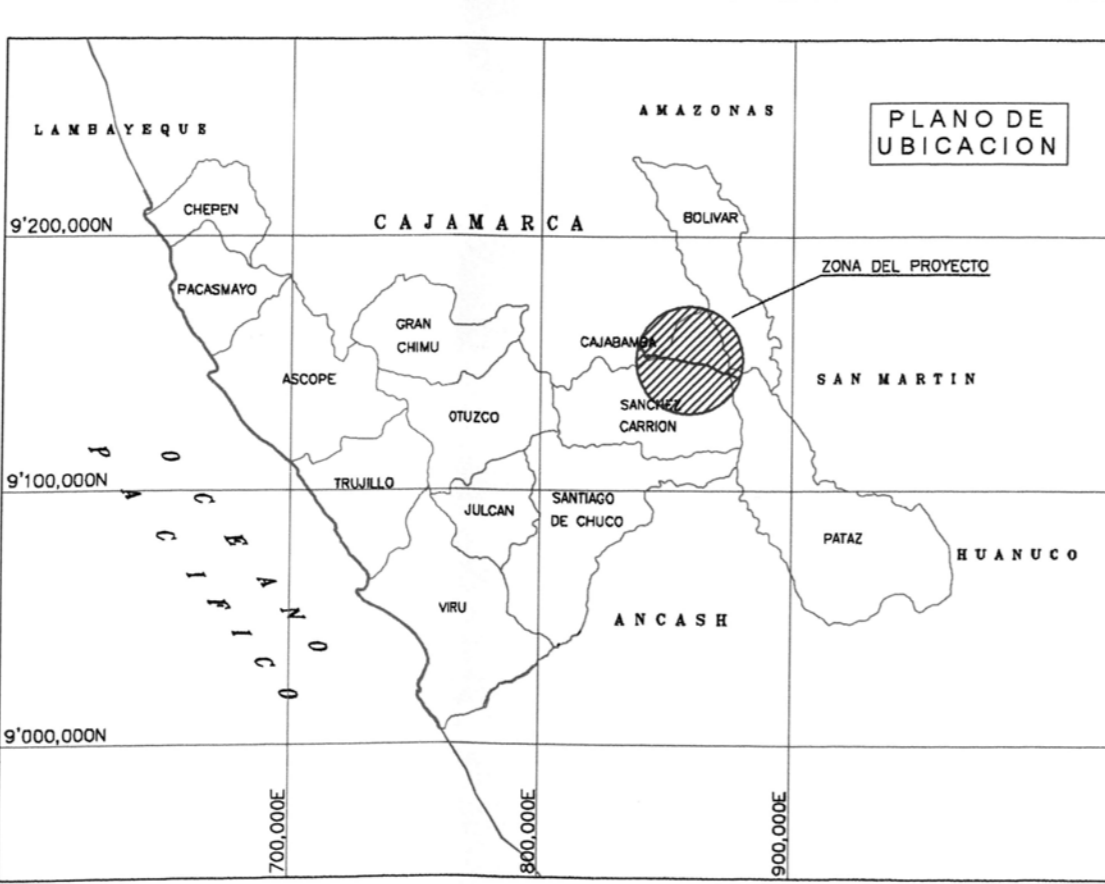 PLANO DE
UBICACION
AMAZONAS
LAMBAYEQUE
CHEPEN
CAJAMARCA
BOLIVAR
9'200,000N
ZONA DEL PROYECTO
PACASMAYO
GRAN
CHIMU
CAJABAMBA
ASCOPE
SAN MARTIN
OTUZCO
SANCHEZ
CARRION
OCEANO
PACIFICO
9'100,000N
TRUJILLO
JULCAN
SANTIAGO
DE CHUCO
PATAZ
HUANUCO
VIRU
ANCASH
9'000,000N
700,000E
800,000E
900,000E